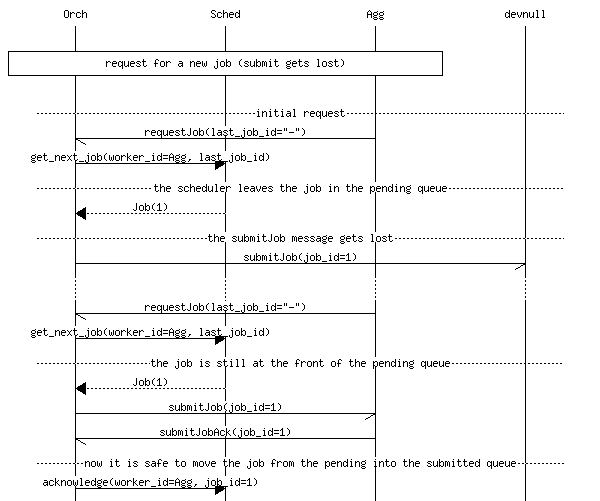 Orch Sched Agg devnull
request for a new job (submit gets lost)
initial request
requestJob(last_job_id="-")
get_next_job(worker_id=Agg, last_job_id)
the scheduler leaves the job in the pending queue
Job(1)
the submitJob message gets lost
submitJob(job_id=1)
requestJob(last_job_id="-")
get_next_job(worker_id=Agg, last_job_id)
the job is still at the front of the pending queue
Job(1)
submitJob(job_id=1)
submitJobAck(job_id=1)
now it is safe to move the job from the pending into the submitted queue
acknowledge(worker_id=Agg, job_id=1)